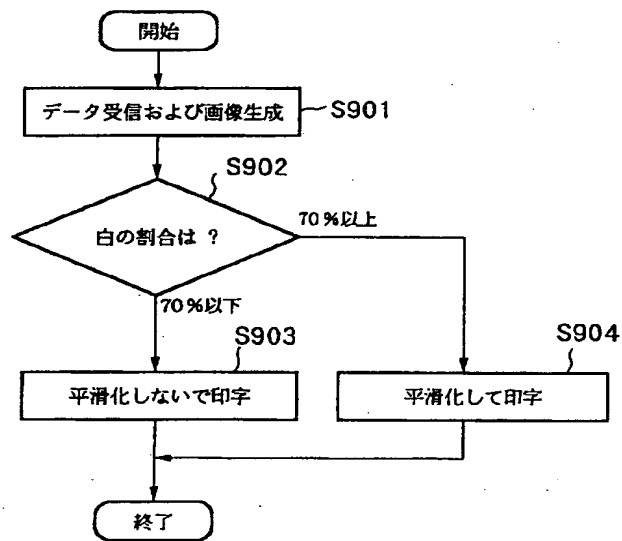 開始
データ受信および画像生成
S901
S902
白の割合は ?
70%以上
70%以下
S903
S904
平滑化しないで印字
平滑化して印字
終了